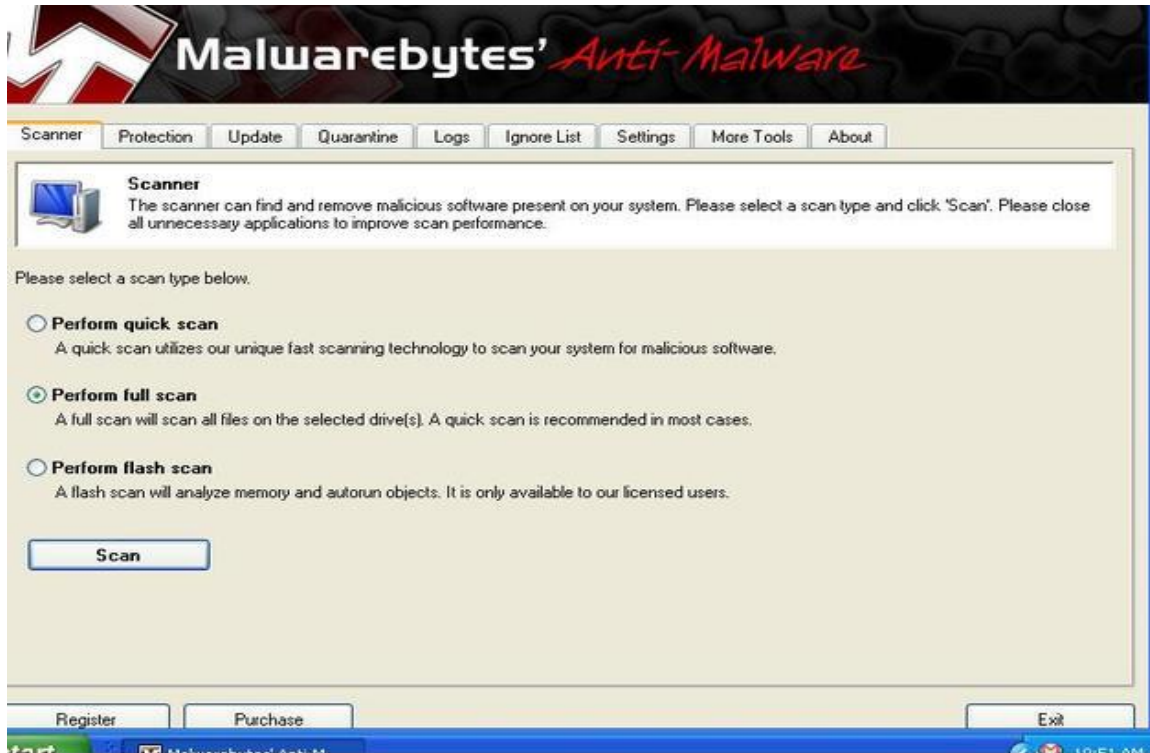 Malwarebytes' Anti-Malware
Scanner Protection Update Quarantine Logs Ignore List Settings More Tools About
Scanner
The scanner can find and remove malicious software present on your system. Please select a scan type and click 'Scan'. Please close
all unnecessary applications to improve scan performance.
Please select a scan type below.
Perform quick scan
A quick scan utilizes our unique fast scanning technology to scan your system for malicious software.
Perform full scan
A full scan will scan all files on the selected drive(s). A quick scan is recommended in most cases.
Perform flash scan
A flash scan will analyze memory and autorun objects. It is only available to our licensed users.
Scan
Register Purchase Exit
Malwarebytes' Anti-M